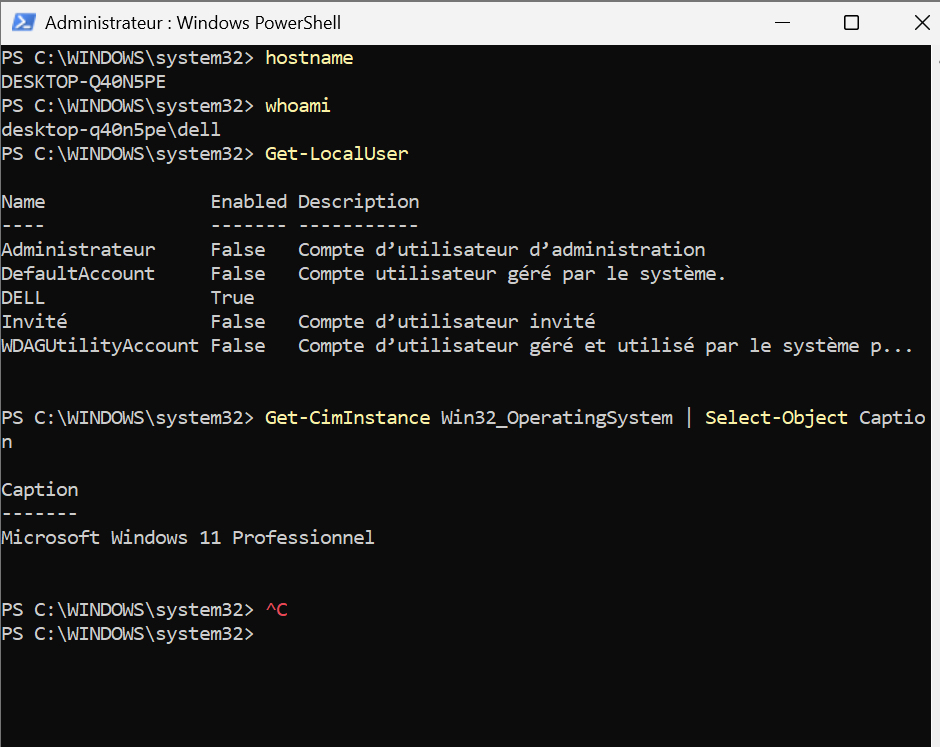 Administrateur : Windows PowerShell
PS C:\WINDOWS\system32> hostname
DESKTOP-Q40N5PE
PS C:\WINDOWS\system32> whoami
desktop-q40n5pe\dell
PS C:\WINDOWS\system32> Get-LocalUser
Name               Enabled Description
----               ------- -----------
Administrateur     False   Compte d’utilisateur d’administration
DefaultAccount     False   Compte utilisateur géré par le système.
DELL               True
Invité             False   Compte d’utilisateur invité
WDAGUtilityAccount False   Compte d’utilisateur géré et utilisé par le système p...
PS C:\WINDOWS\system32> Get-CimInstance Win32_OperatingSystem | Select-Object Captio
n
Caption
-------
Microsoft Windows 11 Professionnel
PS C:\WINDOWS\system32> ^C
PS C:\WINDOWS\system32>